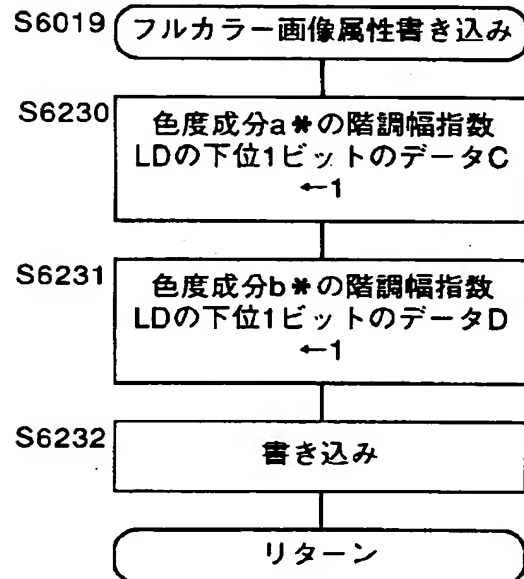 S6019
フルカラー画像属性書き込み
S6230
色度成分a*の階調幅指数
LDの下位1ビットのデータC
←1
S6231
色度成分b*の階調幅指数
LDの下位1ビットのデータD
←1
S6232
書き込み
リターン